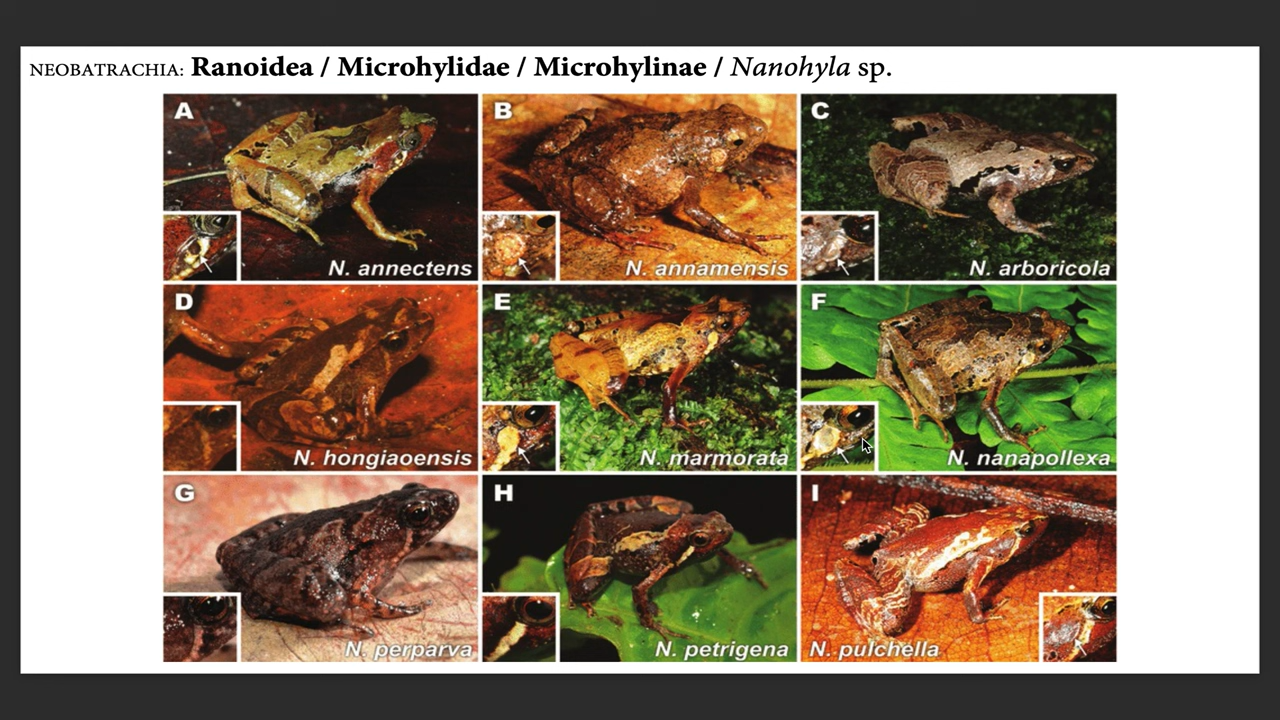 NEOBATRACHIA: Ranoidea / Microhylidae / Microhylinae / Nanohyla sp.
A
N. annectens
B
N. annamensis
C
N. arboricola
D
N. hongiaoensis
E
N. marmorata
F
N. nanapollexa
G
N. perparva
H
N. petrigena
I
N. pulchella